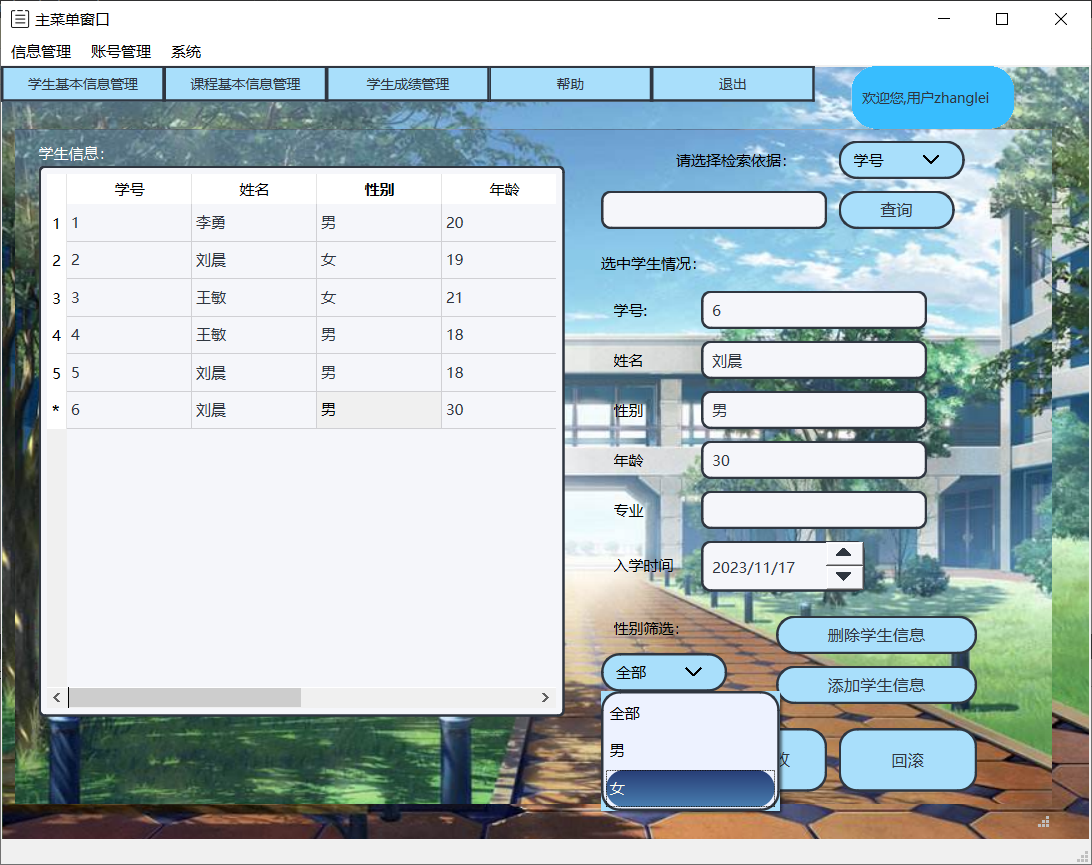 主菜单窗口
信息管理 账号管理 系统
学生基本信息管理 课程基本信息管理 学生成绩管理 帮助 退出
欢迎您,用户zhanglei
学生信息:
学号 姓名 性别 年龄
1 1 李勇 男 20
2 2 刘晨 女 19
3 3 王敏 女 21
4 4 王敏 男 18
5 5 刘晨 男 18
* 6 刘晨 男 30
请选择检索依据: 学号
查询
选中学生情况:
学号: 6
姓名 刘晨
性别 男
年龄 30
专业
入学时间 2023/11/17
性别筛选:
删除学生信息
全部
添加学生信息
全部
男
女
回滚